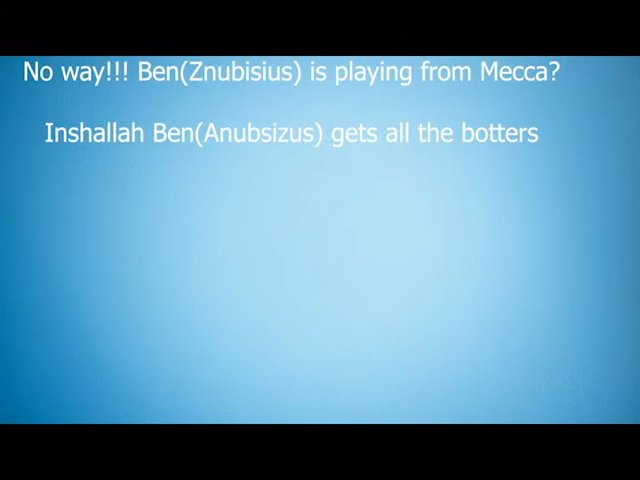 No way!!! Ben(Znubisius) is playing from Mecca?
Inshallah Ben(Anubsizus) gets all the botters